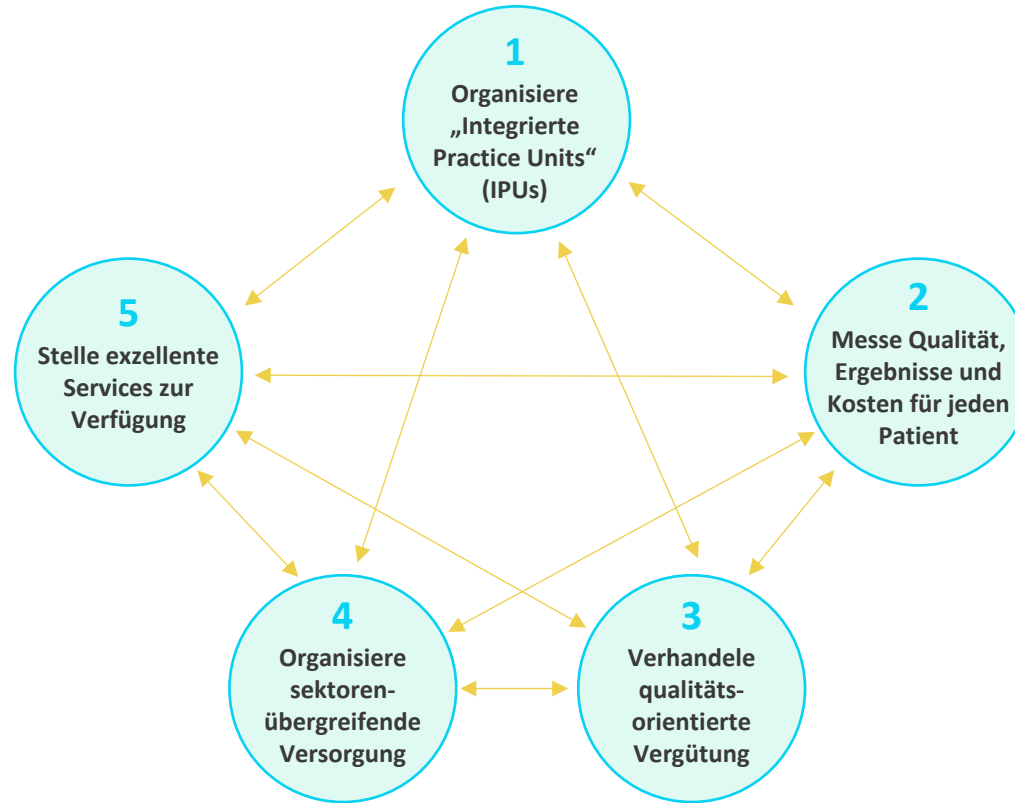 1
Organisiere
„Integrierte
Practice Units“
(IPUs)
2
Messe Qualität,
Ergebnisse und
Kosten für jeden
Patient
3
Verhandele
qualitäts-
orientierte
Vergütung
4
Organisiere
sektoren-
übergreifende
Versorgung
5
Stelle exzellente
Services zur
Verfügung